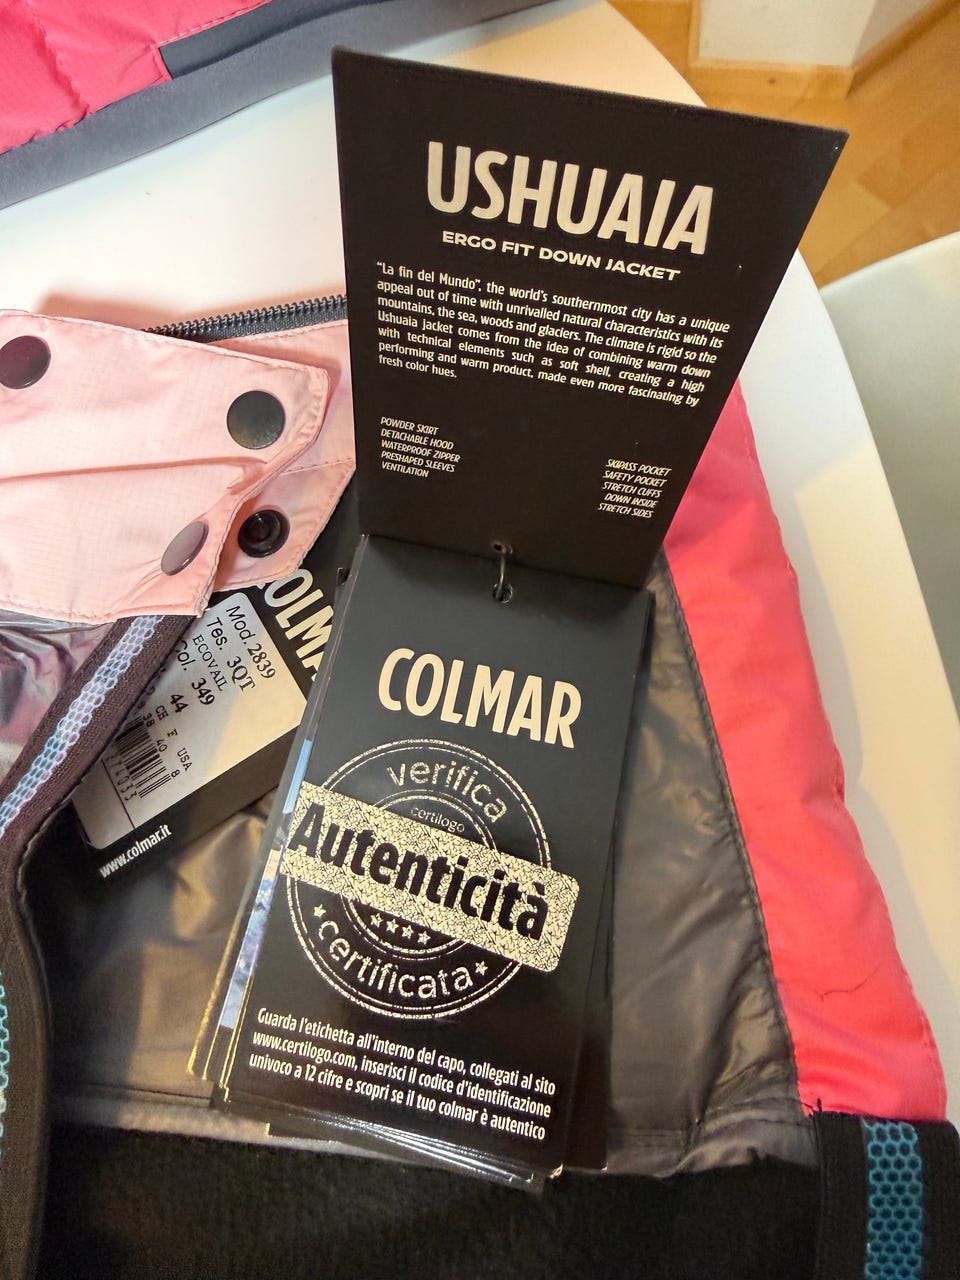 USHUAIA
ERGO FIT DOWN JACKET
"La fin del Mundo", the world's southernmost city has a unique
appeal out of time with unrivalled natural characteristics with its
mountains, the sea, woods and glaciers. The climate is rigid so the
Ushuaia jacket comes from the idea of combining warm down
with technical elements such as soft shell, creating a high
performing and warm product, made even more fascinating by
fresh color hues.
POWDER SKIRT
DETACHABLE HOOD
WATERPROOF ZIPPER
PRESHAPED SLEEVES
VENTILATION
SKIPASS POCKET
SAFETY POCKET
STRETCH CUFFS
DOWN INSIDE
STRETCH SIDES
COLMAR
verifica
certilogo
Autenticità
certificata
Guarda l'etichetta all'interno del capo, collegati al sito
www.certilogo.com, inserisci il codice d'identificazione
univoco a 12 cifre e scopri se il tuo colmar è autentico
Mod. 2839
Tes. 3QT
ECOVAIL
Col. 349
44
CH F USA
38 40 8
www.colmar.it